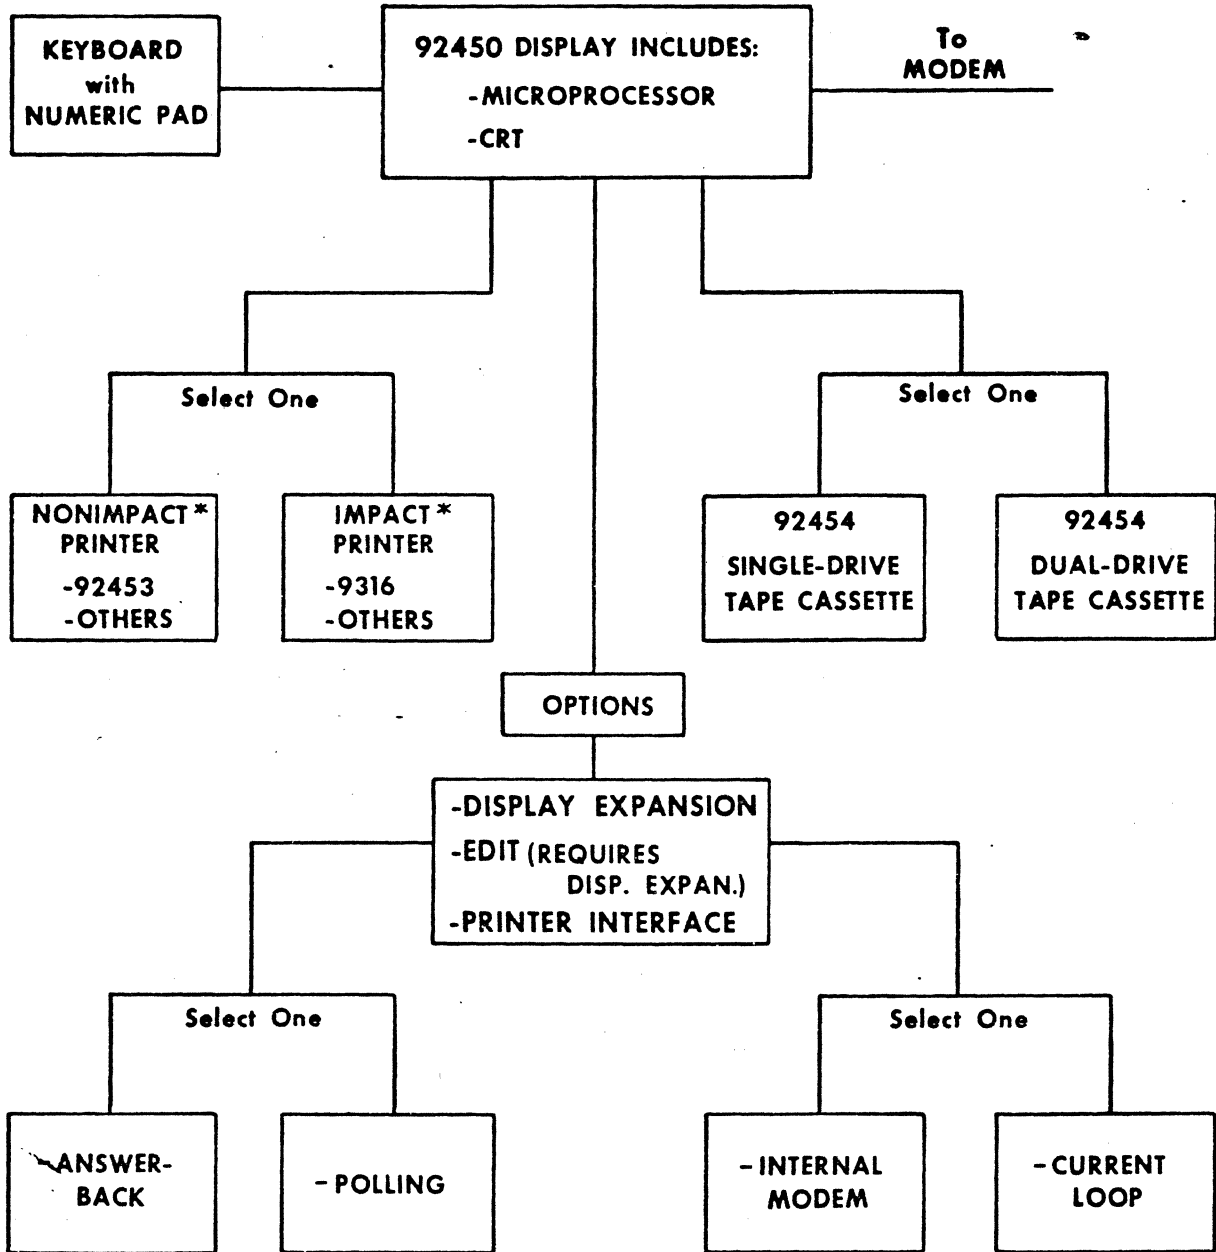 KEYBOARD
with
NUMERIC PAD
92450 DISPLAY INCLUDES:
-MICROPROCESSOR
-CRT
To
MODEM
Select One
Select One
NONIMPACT*
PRINTER
-92453
-OTHERS
IMPACT*
PRINTER
-9316
-OTHERS
92454
SINGLE-DRIVE
TAPE CASSETTE
92454
DUAL-DRIVE
TAPE CASSETTE
OPTIONS
-DISPLAY EXPANSION
-EDIT (REQUIRES
DISP. EXPAN.)
-PRINTER INTERFACE
Select One
Select One
-ANSWER-
BACK
-POLLING
-INTERNAL
MODEM
-CURRENT
LOOP